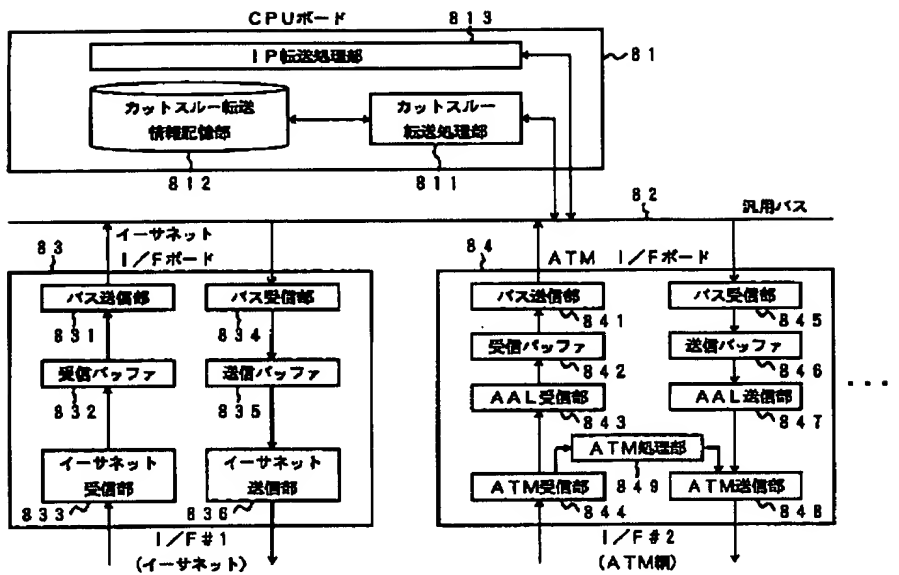 CPUボード
813
IP転送処理部
81
カットスルー転送
情報記憶部
カットスルー
転送処理部
812
811
82
汎用バス
83
イーサネット
I/Fボード
84
ATM I/Fボード
バス送信部
831
バス受信部
834
受信バッファ
832
送信バッファ
835
イーサネット
受信部
833
イーサネット
送信部
836
I/F#1
(イーサネット)
バス送信部
841
バス受信部
845
受信バッファ
842
送信バッファ
846
AAL受信部
843
AAL送信部
847
ATM処理部
849
ATM受信部
844
ATM送信部
848
I/F#2
(ATM網)
...